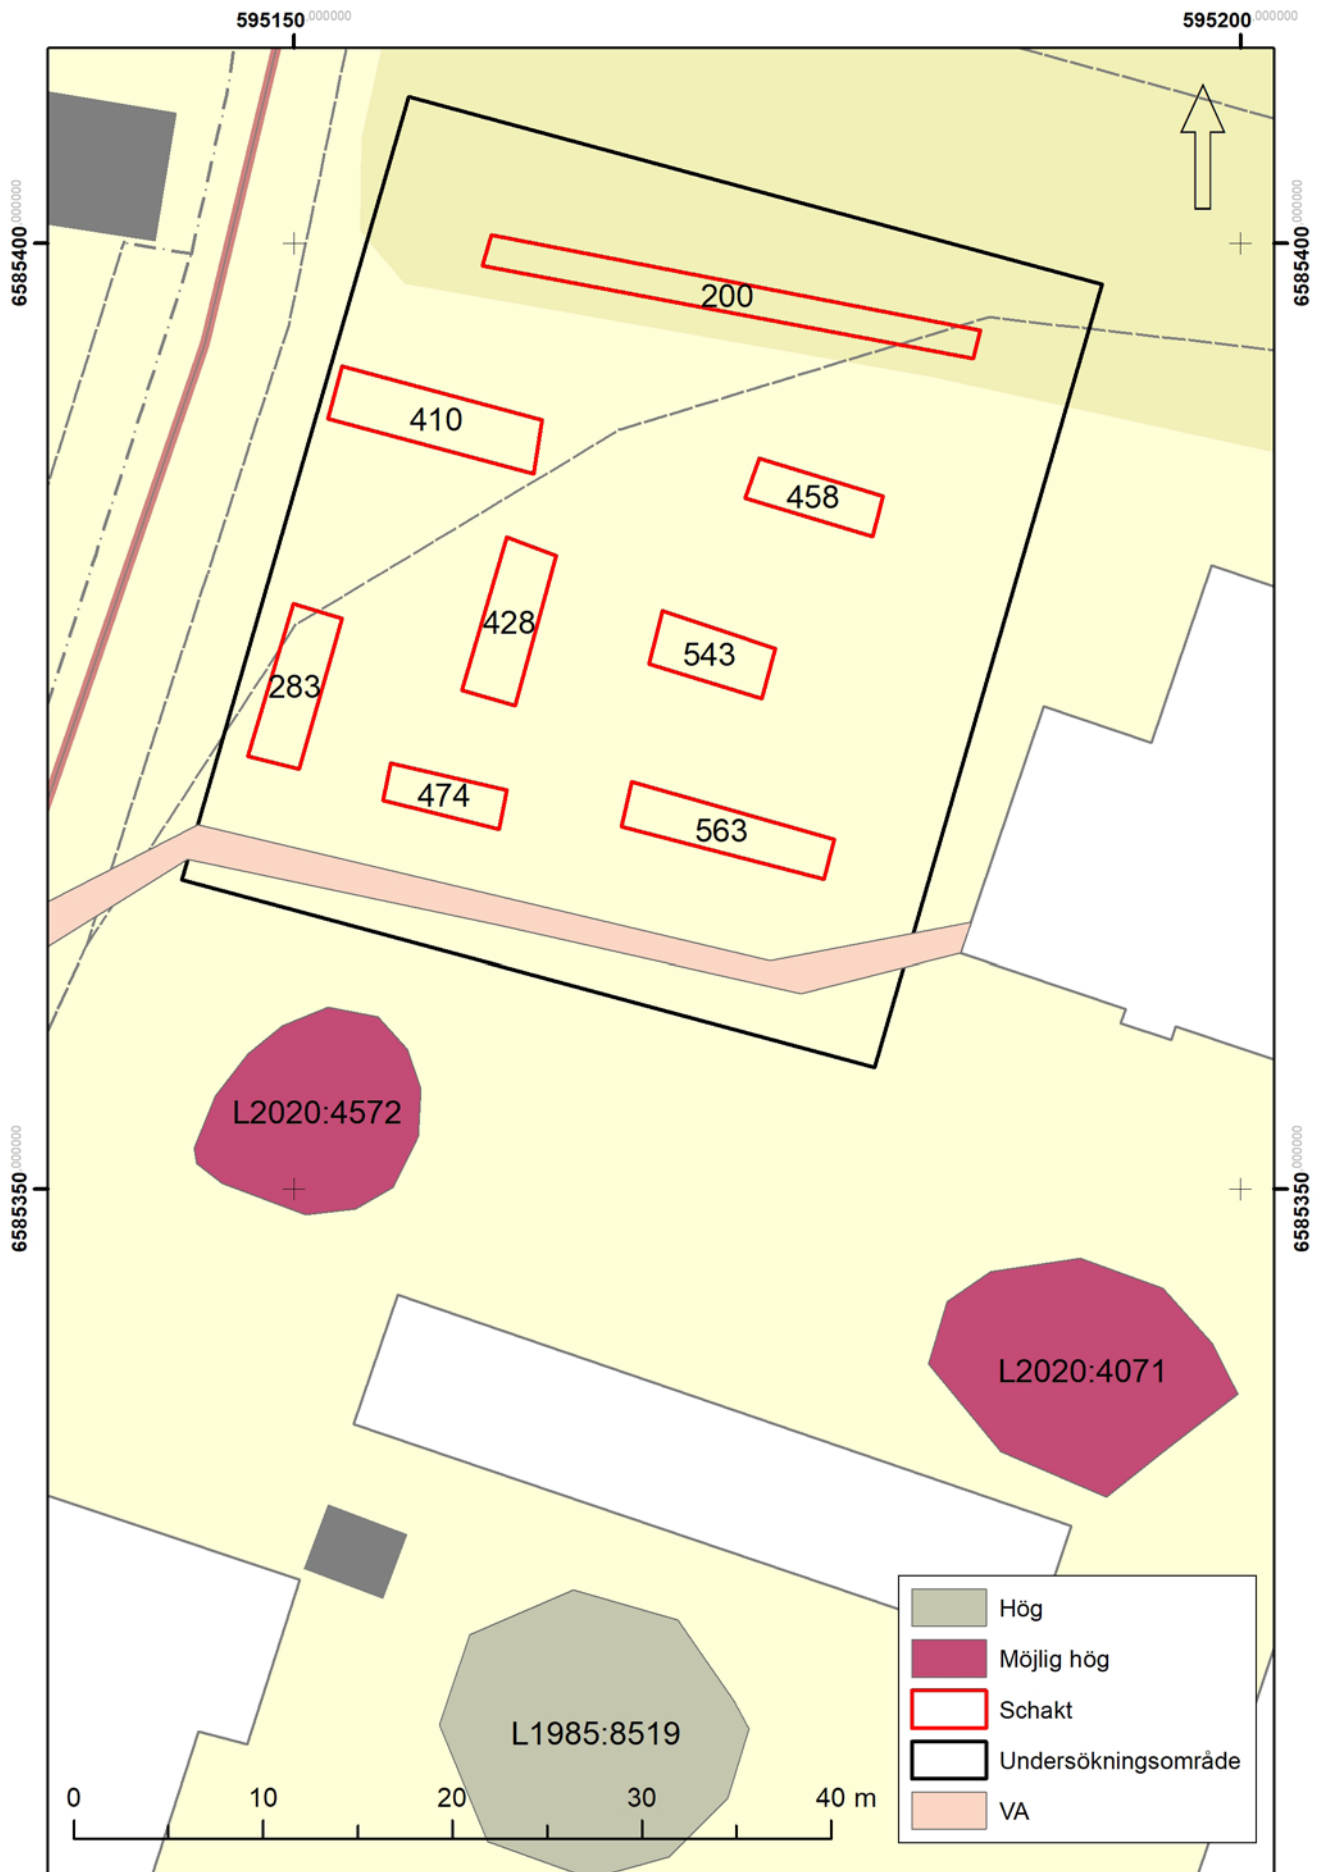 595150.000000
595200.000000
6585400.000000
6585400.000000
200
410
458
428
543
283
474
563
L2020:4572
6585350.000000
6585350.000000
L2020:4071
L1985:8519
Hög
Möjlig hög
Schakt
Undersökningsområde
VA
0 10 20 30 40 m